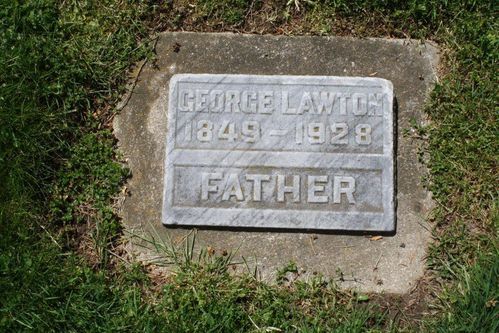 GEORGE LAWTON
1849 - 1928
FATHER